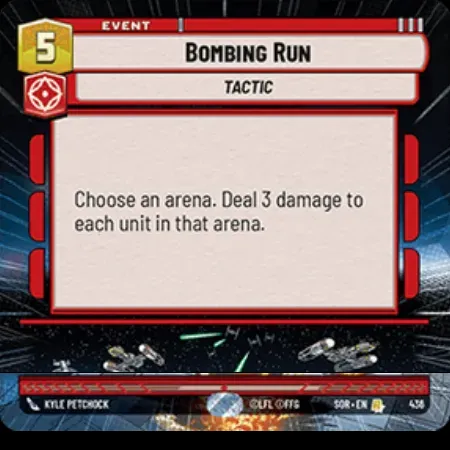 EVENT
5
BOMBING RUN
TACTIC
Choose an arena. Deal 3 damage to
each unit in that arena.
KYLE PETCHOCK
©LFL ©FFG
SOR • EN
436